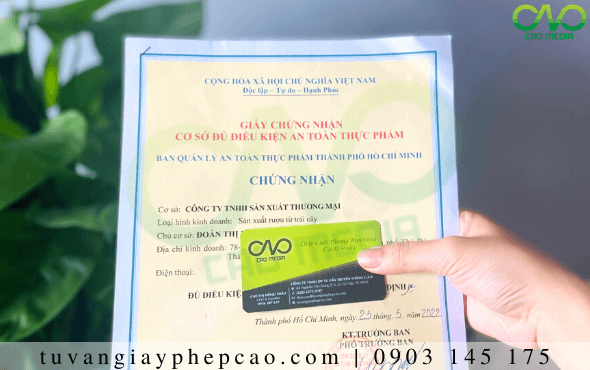 CAO MEDIA
CỘNG HÒA XÃ HỘI CHỦ NGHĨA VIỆT NAM
Độc lập – Tự do – Hạnh Phúc
GIẤY CHỨNG NHẬN
CƠ SỞ ĐỦ ĐIỀU KIỆN AN TOÀN THỰC PHẨM
BAN QUẢN LÝ AN TOÀN THỰC PHẨM THÀNH PHỐ HỒ CHÍ MINH
CHỨNG NHẬN
Cơ sở: CÔNG TY TNHH SẢN XUẤT THƯƠNG MẠI
Loại hình kinh doanh: Sản xuất rượu từ trái cây
Chủ cơ sở: ĐOÀN THỊ
Địa chỉ kinh doanh: 78-
CAO MEDIA
Điện thoại:
ĐỦ ĐIỀU KIỆN ĐỊNH
Thành phố Hồ Chí Minh, ngày 23 tháng 5 năm 2022
KT.TRƯỞNG BAN
PHÓ TRƯỞNG BAN
tuvangiayphepcao.com | 0903 145 175